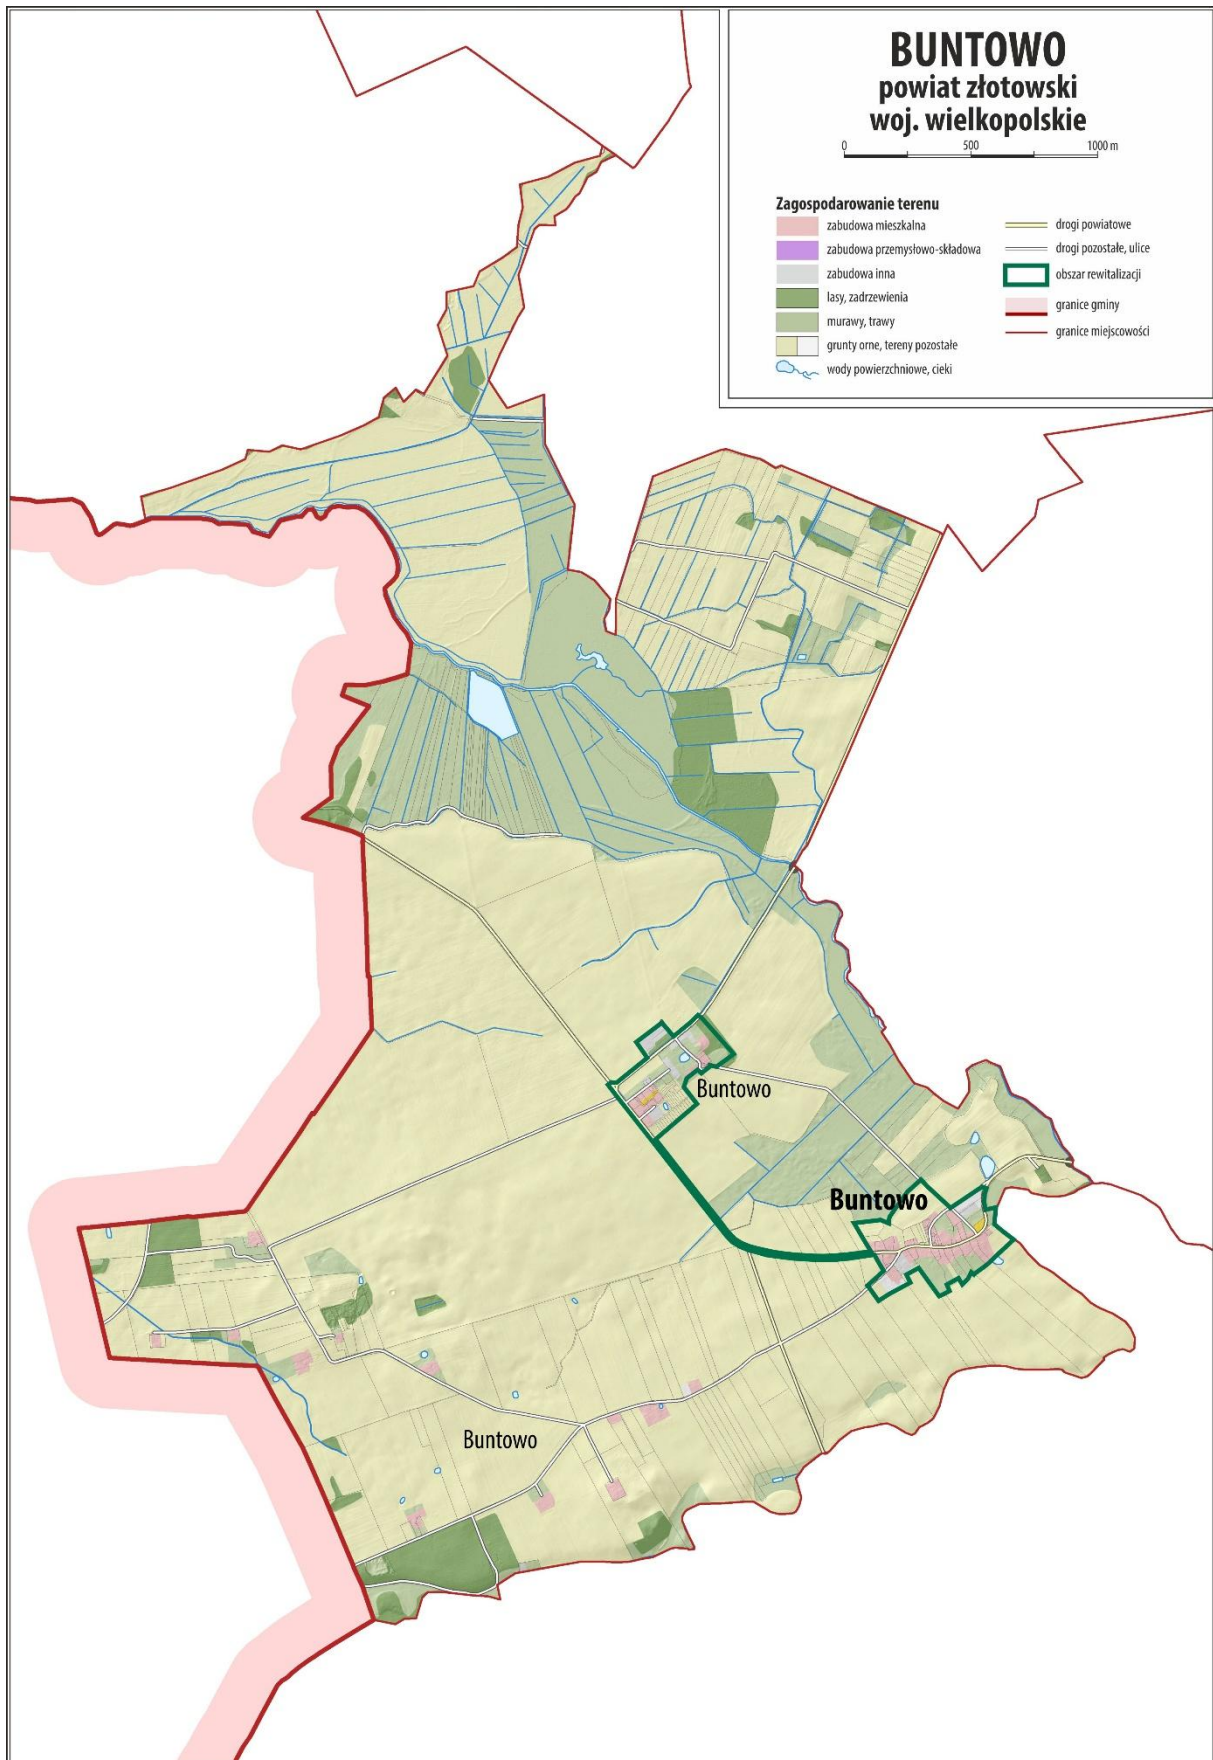 BUNTOWO
powiat złotowski
woj. wielkopolskie
0 500 1000 m
Zagospodarowanie terenu
zabudowa mieszkalna
zabudowa przemysłowo-składowa
zabudowa inna
lasy, zadrzewienia
murawy, trawy
grunty orne, tereny pozostałe
wody powierzchniowe, cieki
drogi powiatowe
drogi pozostałe, ulice
obszar rewitalizacji
granice gminy
granice miejscowości
Buntowo
Buntowo
Buntowo